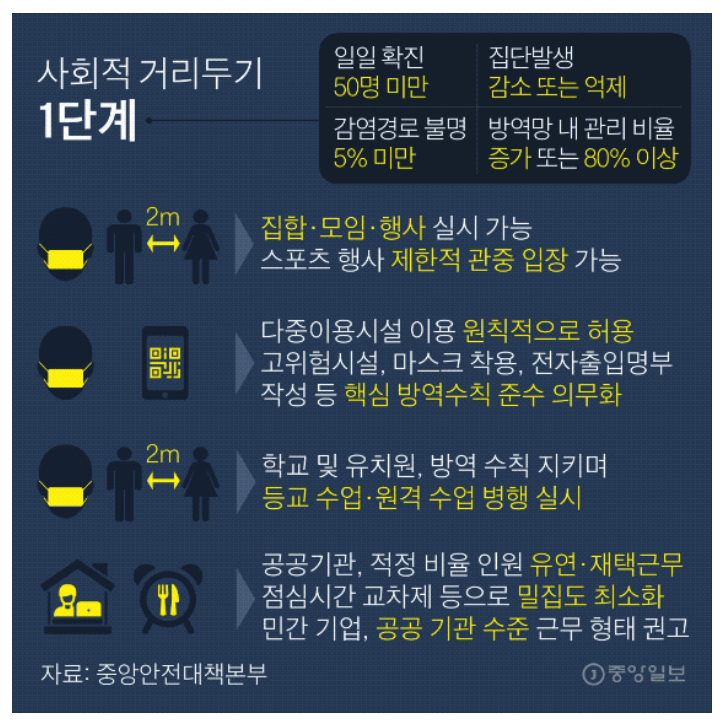 사회적 거리두기
1단계
일일 확진
50명 미만
집단발생
감소 또는 억제
감염경로 불명
5% 미만
방역망 내 관리 비율
증가 또는 80% 이상
2m
집합·모임·행사 실시 가능
스포츠 행사 제한적 관중 입장 가능
다중이용시설 이용 원칙적으로 허용
고위험시설, 마스크 착용, 전자출입명부
작성 등 핵심 방역수칙 준수 의무화
2m
학교 및 유치원, 방역 수칙 지키며
등교 수업·원격 수업 병행 실시
공공기관, 적정 비율 인원 유연·재택근무
점심시간 교차제 등으로 밀집도 최소화
민간 기업, 공공 기관 수준 근무 형태 권고
자료: 중앙안전대책본부
J 중앙일보